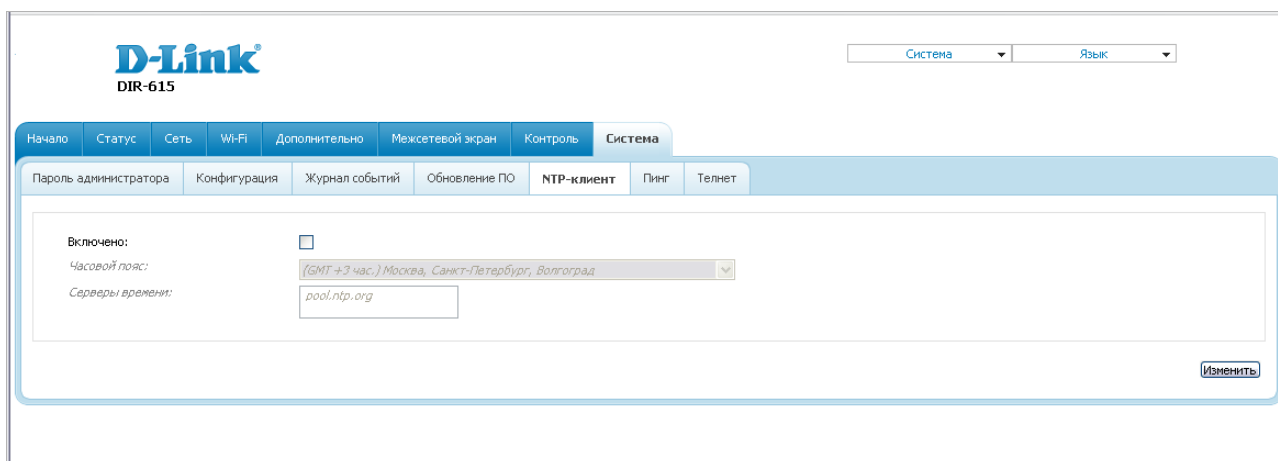 D-Link®
DIR-615
Система Язык
Начало Статус Сеть Wi-Fi Дополнительно Межсетевой экран Контроль Система
Пароль администратора Конфигурация Журнал событий Обновление ПО NTP-клиент Пинг Телнет
Включено:
Часовой пояс: (GMT +3 час.) Москва, Санкт-Петербург, Волгоград
Серверы времени: pool.ntp.org
Изменить